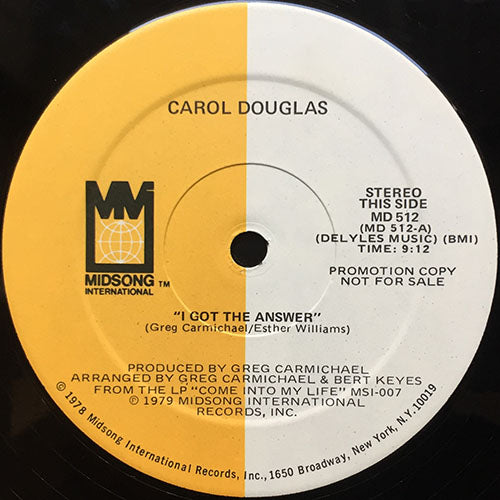 CAROL DOUGLAS
MIDSONG TM
INTERNATIONAL
STEREO
THIS SIDE
MD 512
(MD 512-A)
(DELYLES MUSIC) (BMI)
TIME: 9:12
PROMOTION COPY
NOT FOR SALE
"I GOT THE ANSWER"
(Greg Carmichael/Esther Williams)
PRODUCED BY GREG CARMICHAEL
ARRANGED BY GREG CARMICHAEL & BERT KEYES
FROM THE LP "COME INTO MY LIFE" MSI-007
℗ 1979 MIDSONG INTERNATIONAL
RECORDS, INC.
© 1978 Midsong International Records, Inc., 1650 Broadway, New York, N.Y. 10019